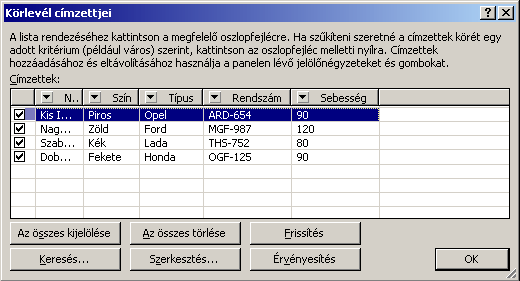 Körlevél címzettjei
A lista rendezéséhez kattintson a megfelelő oszlopfejlécre. Ha szűkíteni szeretné a címzettek körét egy
adott kritérium (például város) szerint, kattintson az oszlopfejléc melletti nyílra. Címzettek
hozzáadásához és eltávolításához használja a panelen lévő jelölőnégyzeteket és gombokat.
Címzettek:
N.. Szín Típus Rendszám Sebesség
Kis I... Piros Opel ARD-654 90
Nag... Zöld Ford MGF-987 120
Szab... Kék Lada THS-752 80
Dob... Fekete Honda OGF-125 90
Az összes kijelölése Az összes törlése Frissítés
Keresés... Szerkesztés... Érvényesítés OK